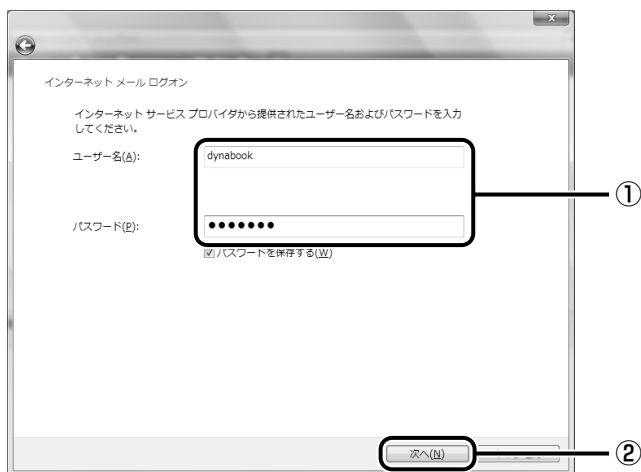 インターネット メール ログオン
インターネット サービス プロバイダから提供されたユーザー名およびパスワードを入力
してください。
ユーザー名(A):
dynabook
①
パスワード(P):
●●●●●●●
パスワードを保存する(W)
次へ(N)
②